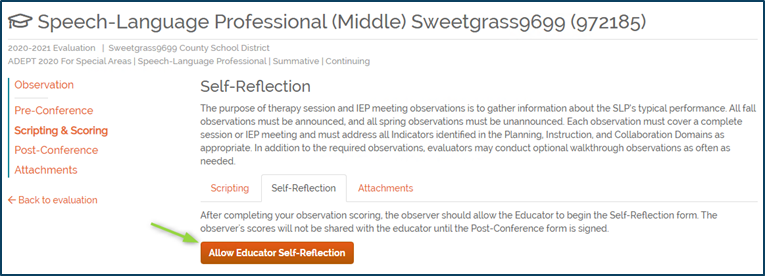 Speech-Language Professional (Middle) Sweetgrass9699 (972185)
2020-2021 Evaluation | Sweetgrass9699 County School District
ADEPT 2020 For Special Areas | Speech-Language Professional | Summative | Continuing
Observation
Pre-Conference
Scripting & Scoring
Post-Conference
Attachments
← Back to evaluation
Self-Reflection
The purpose of therapy session and IEP meeting observations is to gather information about the SLP's typical performance. All fall
observations must be announced, and all spring observations must be unannounced. Each observation must cover a complete
session or IEP meeting and must address all Indicators identified in the Planning, Instruction, and Collaboration Domains as
appropriate. In addition to the required observations, evaluators may conduct optional walkthrough observations as often as
needed.
Scripting Self-Reflection Attachments
After completing your observation scoring, the observer should allow the Educator to begin the Self-Reflection form. The
observer's scores will not be shared with the educator until the Post-Conference form is signed.
Allow Educator Self-Reflection